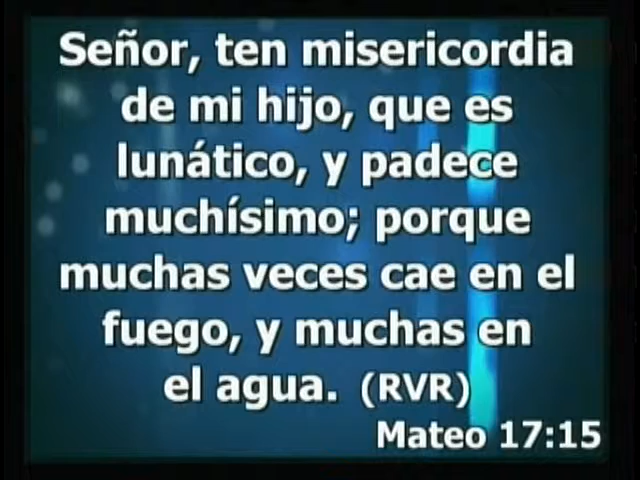 Señor, ten misericordia
de mi hijo, que es
lunático, y padece
muchísimo; porque
muchas veces cae en el
fuego, y muchas en
el agua. (RVR)
Mateo 17:15